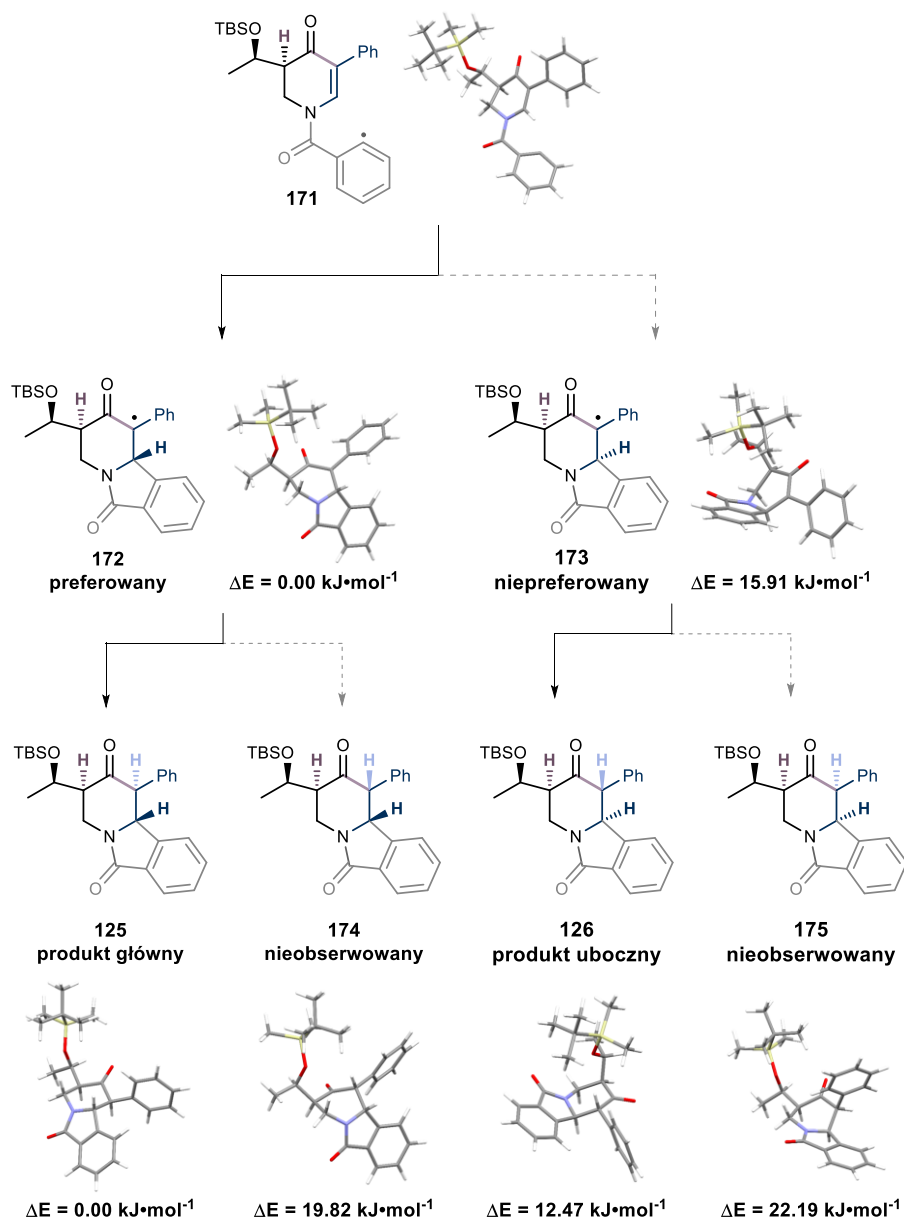 TBSO
H
O
Ph
N
O
171
TBSO
H
O
Ph
H
N
O
172
preferowany
ΔE = 0.00 kJ•mol⁻¹
TBSO
H
O
Ph
H
N
O
173
niepreferowany
ΔE = 15.91 kJ•mol⁻¹
TBSO
H
O
H
Ph
H
N
O
125
produkt główny
TBSO
H
O
H
Ph
H
N
O
174
nieobserwowany
TBSO
H
O
H
Ph
H
N
O
126
produkt uboczny
TBSO
H
O
H
Ph
H
N
O
175
nieobserwowany
ΔE = 0.00 kJ•mol⁻¹
ΔE = 19.82 kJ•mol⁻¹
ΔE = 12.47 kJ•mol⁻¹
ΔE = 22.19 kJ•mol⁻¹